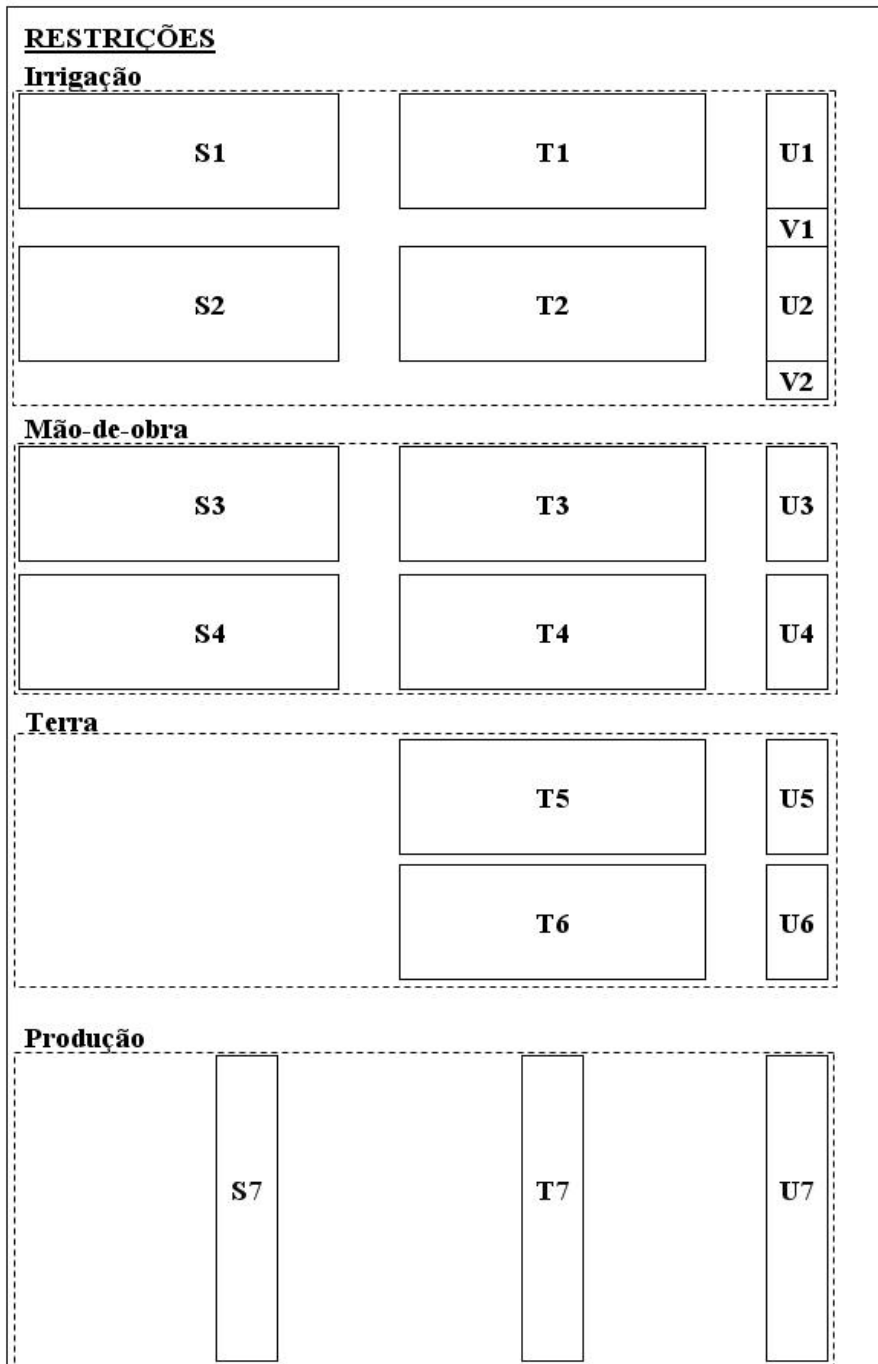 RESTRIÇÕES
Irrigação
S1 T1 U1
V1
S2 T2 U2
V2
Mão-de-obra
S3 T3 U3
S4 T4 U4
Terra
T5 U5
T6 U6
Produção
S7 T7 U7